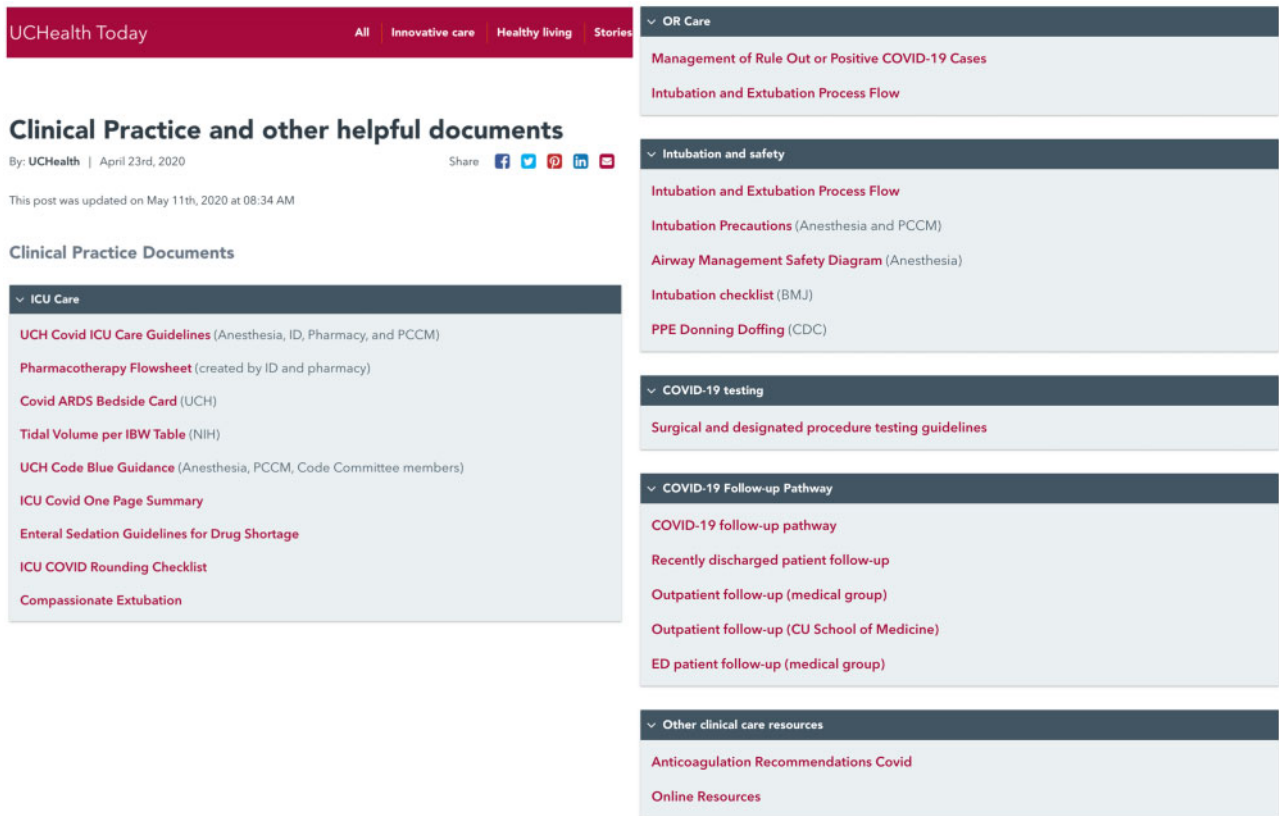 UCHealth Today
All Innovative care Healthy living Stories
Clinical Practice and other helpful documents
By: UCHealth | April 23rd, 2020
Share
This post was updated on May 11th, 2020 at 08:34 AM
Clinical Practice Documents
ICU Care
UCH Covid ICU Care Guidelines (Anesthesia, ID, Pharmacy, and PCCM)
Pharmacotherapy Flowsheet (created by ID and pharmacy)
Covid ARDS Bedside Card (UCH)
Tidal Volume per IBW Table (NIH)
UCH Code Blue Guidance (Anesthesia, PCCM, Code Committee members)
ICU Covid One Page Summary
Enteral Sedation Guidelines for Drug Shortage
ICU COVID Rounding Checklist
Compassionate Extubation
OR Care
Management of Rule Out or Positive COVID-19 Cases
Intubation and Extubation Process Flow
Intubation and safety
Intubation and Extubation Process Flow
Intubation Precautions (Anesthesia and PCCM)
Airway Management Safety Diagram (Anesthesia)
Intubation checklist (BMJ)
PPE Donning Doffing (CDC)
COVID-19 testing
Surgical and designated procedure testing guidelines
COVID-19 Follow-up Pathway
COVID-19 follow-up pathway
Recently discharged patient follow-up
Outpatient follow-up (medical group)
Outpatient follow-up (CU School of Medicine)
ED patient follow-up (medical group)
Other clinical care resources
Anticoagulation Recommendations Covid
Online Resources